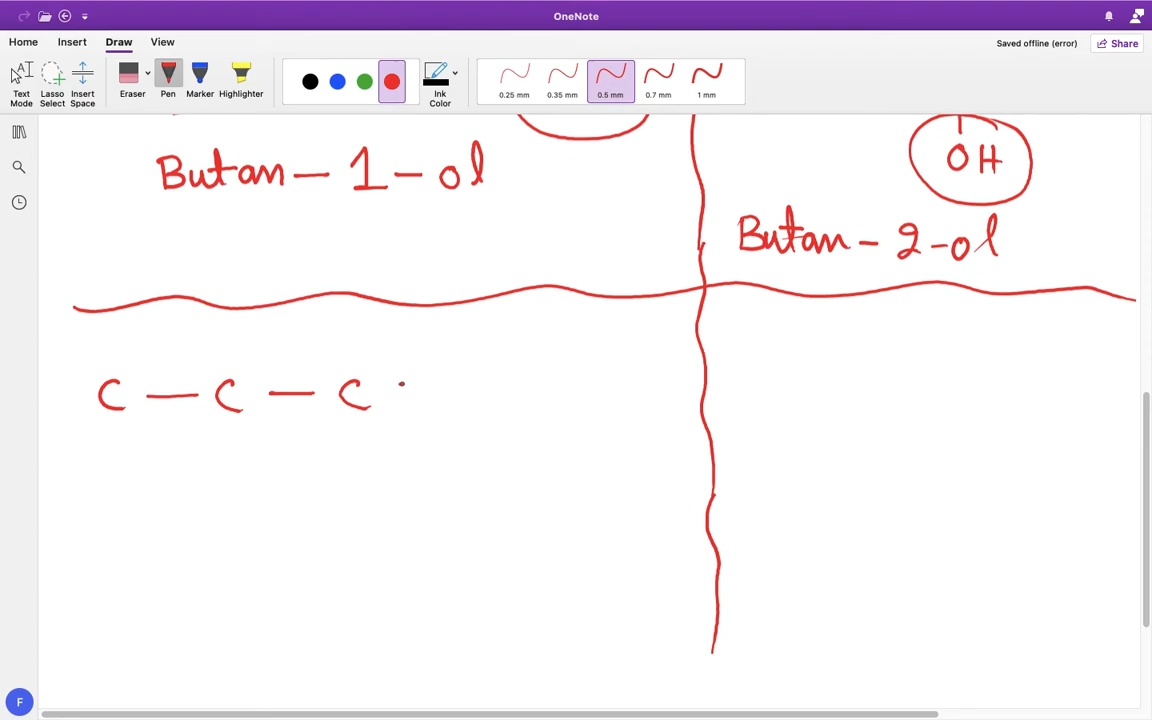 OneNote
Home Insert Draw View
Saved offline (error)
Share
A
Text Mode
Lasso Select
Insert Space
Eraser
Pen
Marker
Highlighter
Ink Color
0.25 mm
0.35 mm
0.5 mm
0.7 mm
1 mm
OH
Butan - 1 - ol
Butan - 2 - ol
C — C — C
F